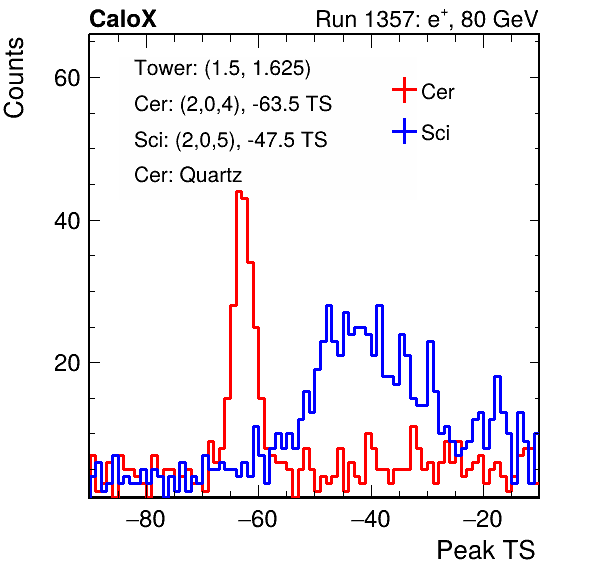 CaloX
Run 1357: e+, 80 GeV
Counts
Tower: (1.5, 1.625)
Cer: (2,0,4), -63.5 TS
Sci: (2,0,5), -47.5 TS
Cer: Quartz
Cer
Sci
60
40
20
−80
−60
−40
−20
Peak TS